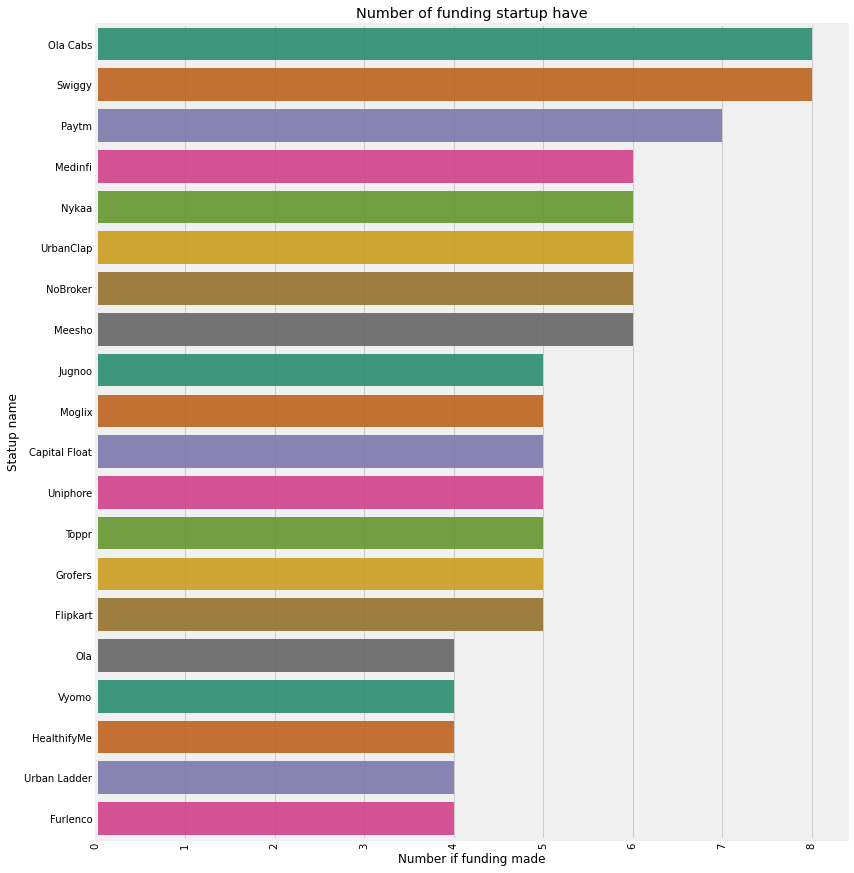 Number of funding startup have
Statup name
Ola Cabs
Swiggy
Paytm
Medinfi
Nykaa
UrbanClap
NoBroker
Meesho
Jugnoo
Moglix
Capital Float
Uniphore
Toppr
Grofers
Flipkart
Ola
Vyomo
HealthifyMe
Urban Ladder
Furlenco
0 1 2 3 4 5 6 7 8
Number if funding made